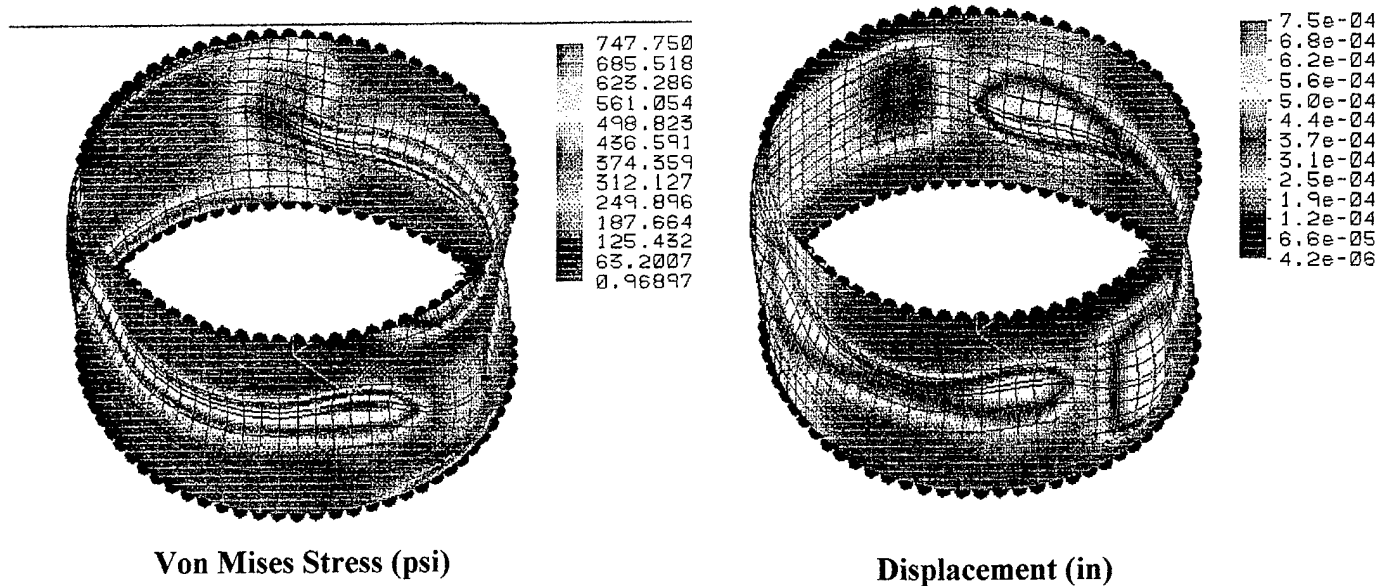 747.750
685.518
623.286
561.054
498.823
436.591
374.359
312.127
249.896
187.664
125.432
63.2007
0.96897
7.5e-04
6.8e-04
6.2e-04
5.6e-04
5.0e-04
4.4e-04
3.7e-04
3.1e-04
2.5e-04
1.9e-04
1.2e-04
6.6e-05
4.2e-06
Von Mises Stress (psi)
Displacement (in)